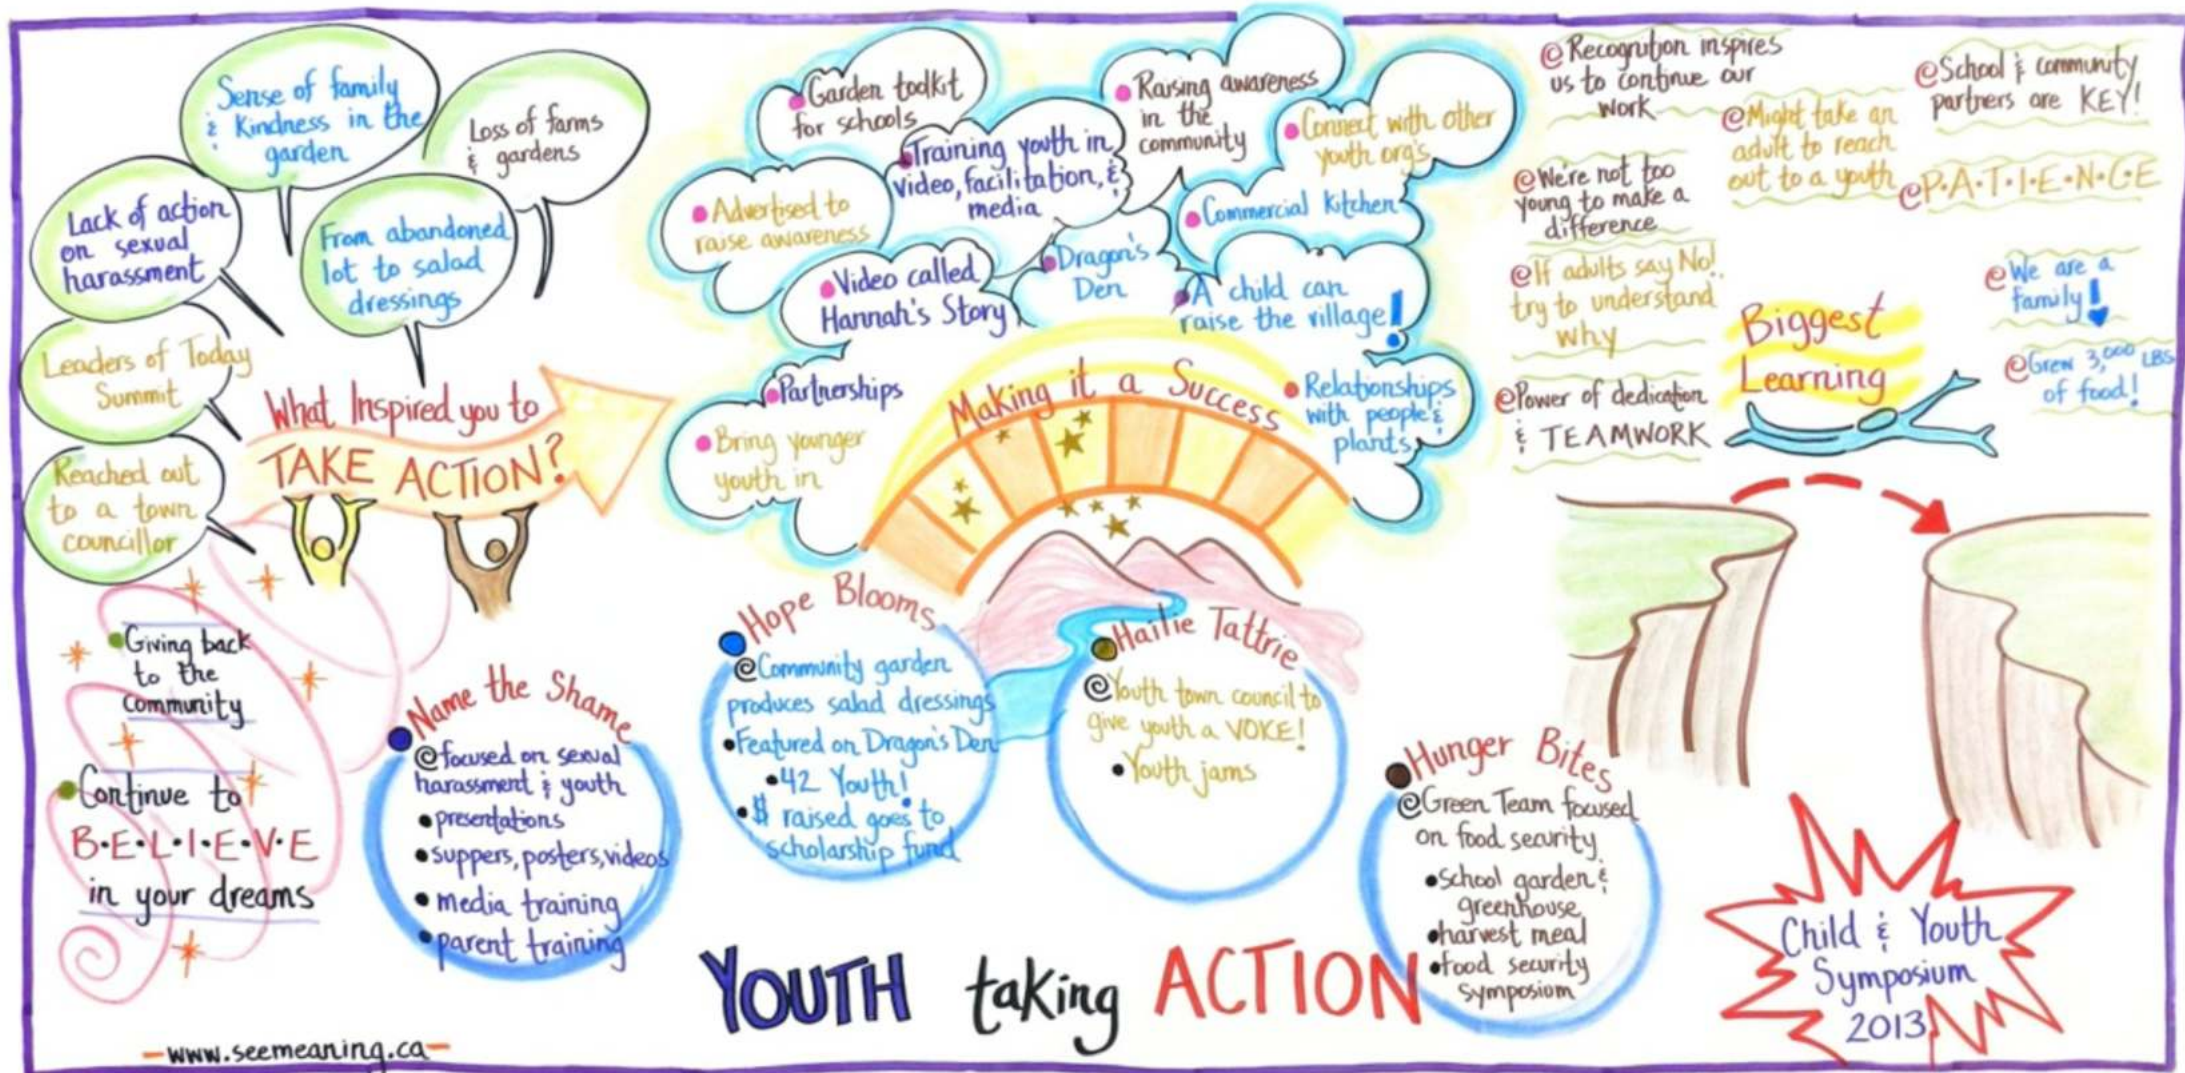 Sense of family
& Kindness in the
garden
Loss of farms
& gardens
Lack of action
on sexual
harassment
From abandoned
lot to salad
dressings
Leaders of Today
Summit
Reached out
to a town
councillor
What Inspired you to
TAKE ACTION?
Garden toolkit
for schools
Raising awareness
in the
community
Training youth in
video, facilitation, &
media
Connect with other
youth org's
Advertised to
raise awareness
Commercial Kitchen
Video called
Hannah's Story
Dragon's
Den
A child can
raise the village!
Partnerships
Bring younger
youth in
Relationships
with people &
plants
Making it a Success
Recognition inspires
us to continue our
work
School & community
partners are KEY!
Might take an
adult to reach
out to a youth
P·A·T·I·E·N·C·E
We're not too
young to make a
difference
If adults say No!
try to understand
why
Power of dedication
& TEAMWORK
Biggest
Learning
We are a
family!
Grew 3,000 LBS
of food!
Giving back
to the
community
Continue to
B·E·L·I·E·V·E
in your dreams
Name the Shame
focused on sexual
harassment & youth
• presentations
• suppers, posters, videos
• media training
• parent training
Hope Blooms
Community garden
produces salad dressings
• Featured on Dragon's Den
• 42 Youth!
• $ raised goes to
scholarship fund
Hailie Tattrie
Youth town council to
give youth a VOICE!
• Youth jams
Hunger Bites
Green Team focused
on food security
• School garden &
greenhouse
• harvest meal
• food security
symposium
YOUTH taking ACTION
Child & Youth
Symposium
2013
- www.seemeaning.ca -